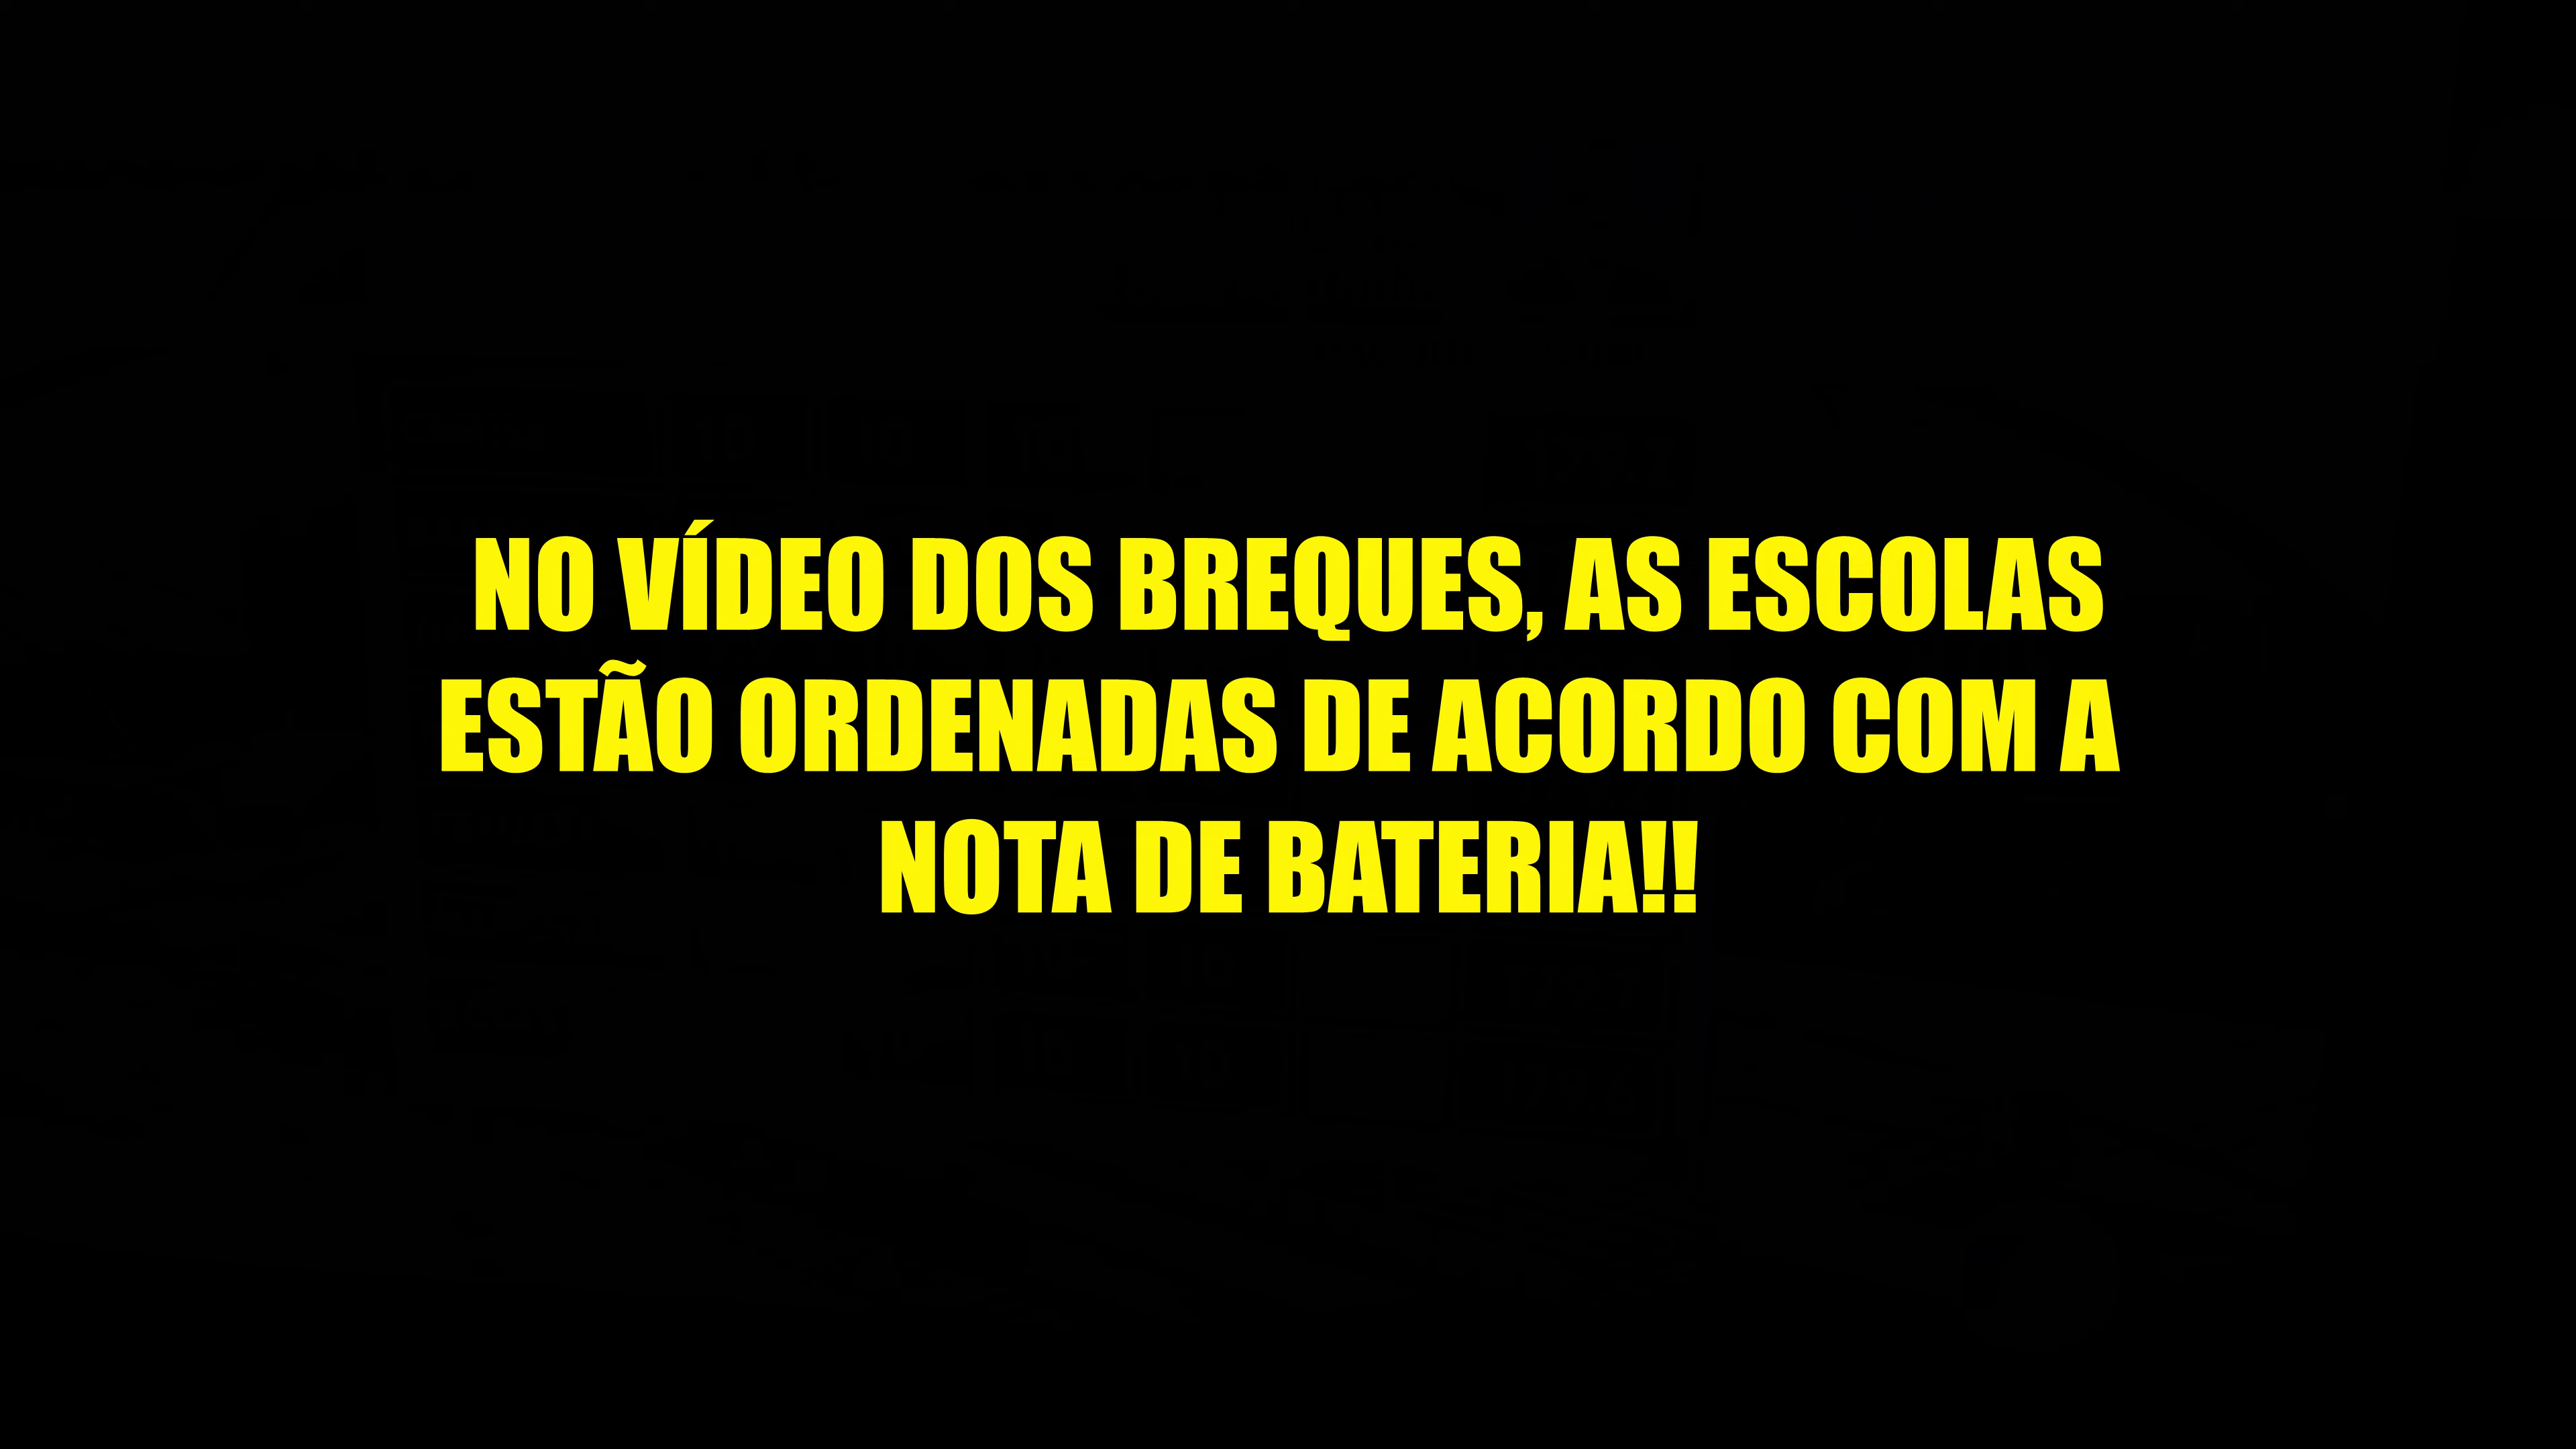 NO VÍDEO DOS BREQUES, AS ESCOLAS
ESTÃO ORDENADAS DE ACORDO COM A
NOTA DE BATERIA!!